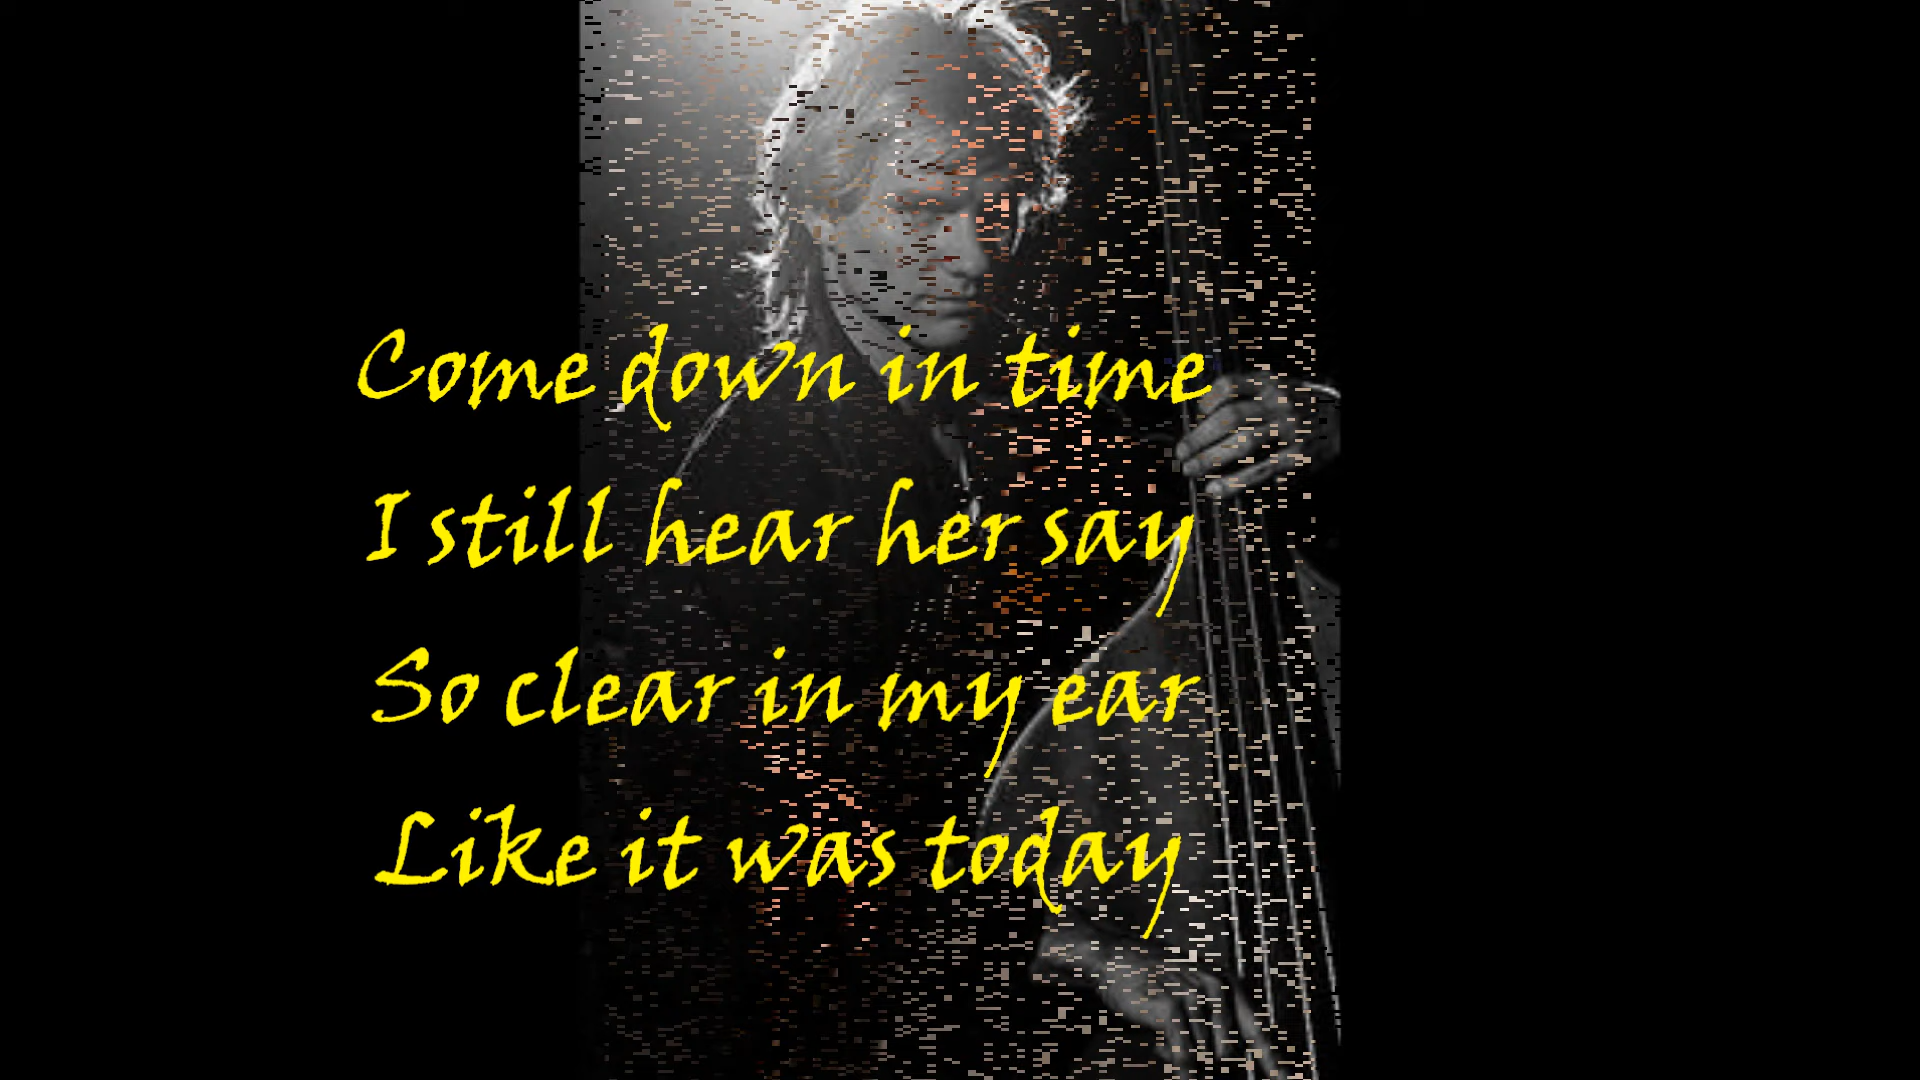 Come down in time
I still hear her say
So clear in my ear
Like it was today